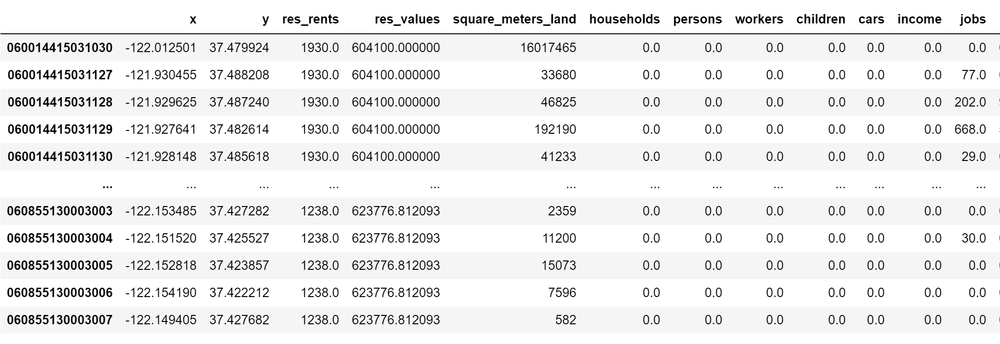 x y res_rents res_values square_meters_land households persons workers children cars income jobs
060014415031030 -122.012501 37.479924 1930.0 604100.000000 16017465 0.0 0.0 0.0 0.0 0.0 0.0 0.0
060014415031127 -121.930455 37.488208 1930.0 604100.000000 33680 0.0 0.0 0.0 0.0 0.0 0.0 77.0
060014415031128 -121.929625 37.487240 1930.0 604100.000000 46825 0.0 0.0 0.0 0.0 0.0 0.0 202.0
060014415031129 -121.927641 37.482614 1930.0 604100.000000 192190 0.0 0.0 0.0 0.0 0.0 0.0 668.0
060014415031130 -121.928148 37.485618 1930.0 604100.000000 41233 0.0 0.0 0.0 0.0 0.0 0.0 29.0
... ... ... ... ... ... ... ... ... ... ... ... ...
060855130003003 -122.153485 37.427282 1238.0 623776.812093 2359 0.0 0.0 0.0 0.0 0.0 0.0 0.0
060855130003004 -122.151520 37.425527 1238.0 623776.812093 11200 0.0 0.0 0.0 0.0 0.0 0.0 30.0
060855130003005 -122.152818 37.423857 1238.0 623776.812093 15073 0.0 0.0 0.0 0.0 0.0 0.0 0.0
060855130003006 -122.154190 37.422212 1238.0 623776.812093 7596 0.0 0.0 0.0 0.0 0.0 0.0 0.0
060855130003007 -122.149405 37.427682 1238.0 623776.812093 582 0.0 0.0 0.0 0.0 0.0 0.0 0.0